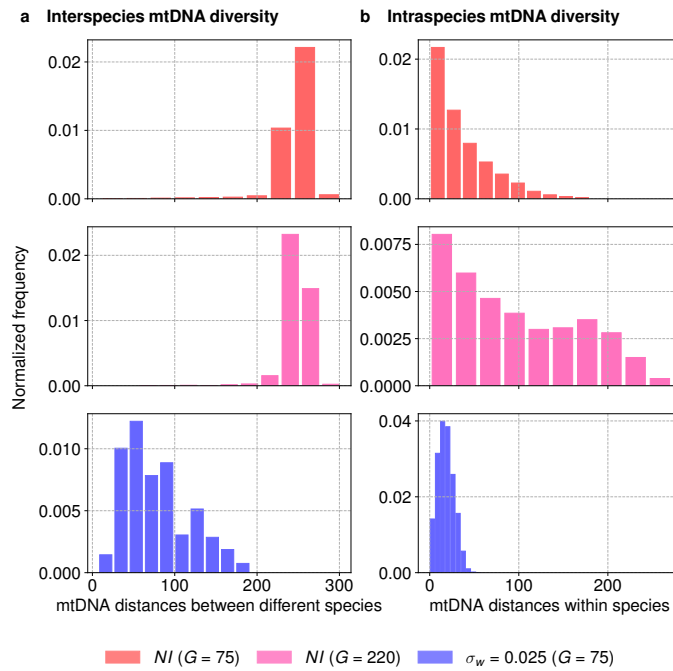 a Interspecies mtDNA diversity
b Intraspecies mtDNA diversity
0.02
0.01
0.00
0.02
0.01
0.00
0.02
0.01
0.00
0.0075
0.0050
0.0025
0.0000
Normalized frequency
0.010
0.005
0.000
0.04
0.02
0.00
0 100 200 300
0 100 200
mtDNA distances between different species
mtDNA distances within species
NI (G = 75) NI (G = 220) σw = 0.025 (G = 75)